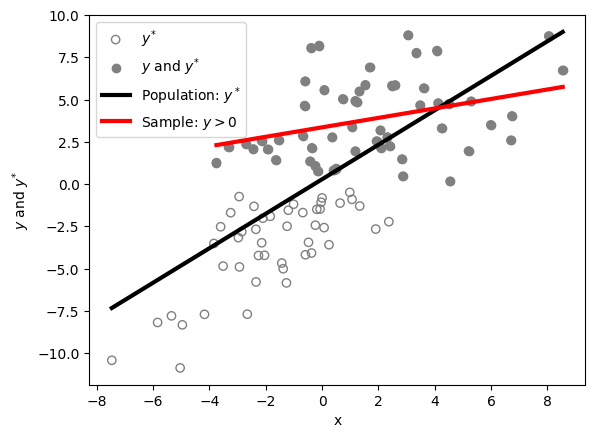 10.0
7.5
5.0
2.5
0.0
−2.5
−5.0
−7.5
−10.0
y and y*
y*
y and y*
Population: y*
Sample: y > 0
−8 −6 −4 −2 0 2 4 6 8
x